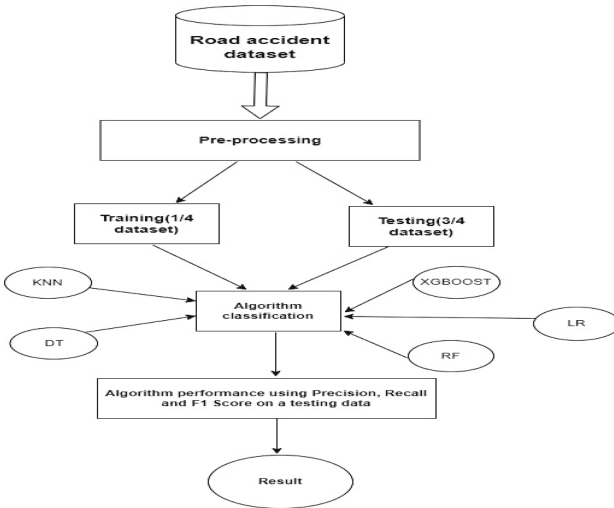 Road accident
dataset
Pre-processing
Training(1/4
dataset)
Testing(3/4
dataset)
KNN
XGBOOST
Algorithm
classification
LR
DT
RF
Algorithm performance using Precision, Recall
and F1 Score on a testing data
Result